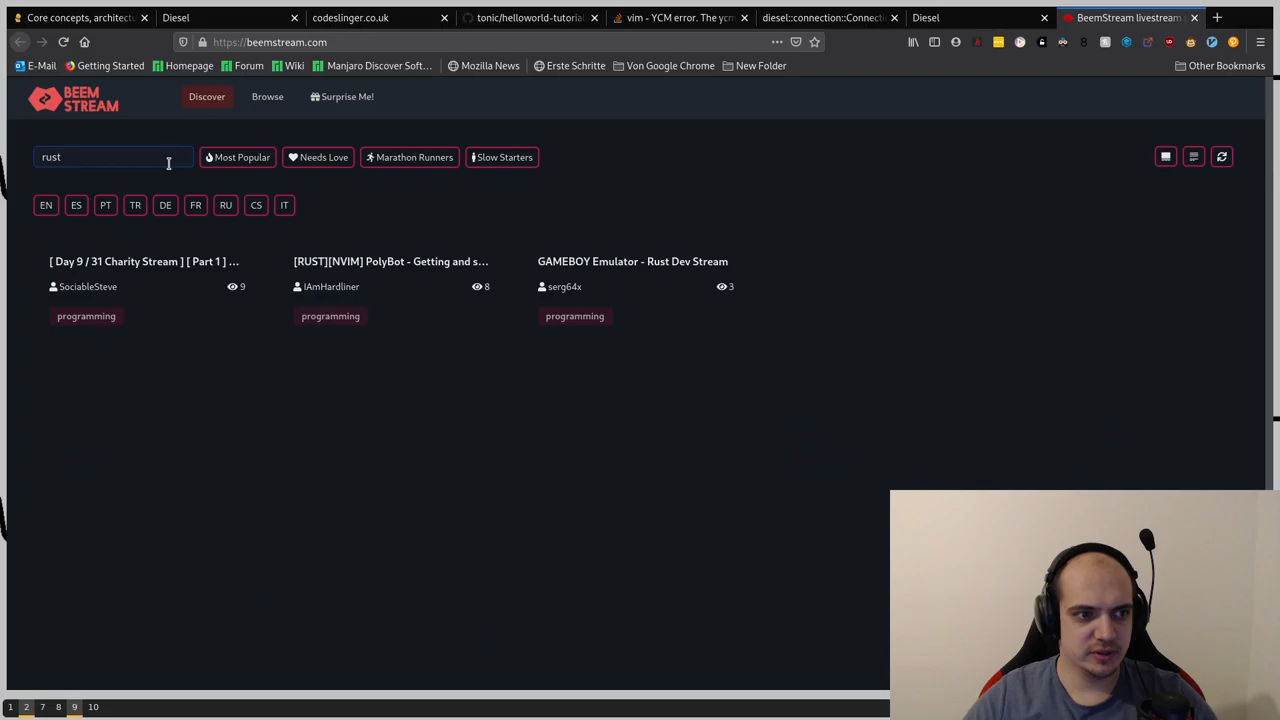 Core concepts, architectu
Diesel
codeslinger.co.uk
tonic/helloworld-tutorial.
vim - YCM error. The ycm
diesel::connection::Connecti
Diesel
BeemStream livestream
https://beemstream.com
E-Mail
Getting Started
Homepage
Forum
Wiki
Manjaro Discover Soft...
Mozilla News
Erste Schritte
Von Google Chrome
New Folder
Other Bookmarks
BEEM
STREAM
Discover
Browse
Surprise Me!
rust
Most Popular
Needs Love
Marathon Runners
Slow Starters
EN ES PT TR DE FR RU CS IT
[ Day 9 / 31 Charity Stream ] [ Part 1 ] ...
SociableSteve
9
programming
[RUST][NVIM] PolyBot - Getting and s...
IAmHardliner
8
programming
GAMEBOY Emulator - Rust Dev Stream
serg64x
3
programming
1 2 7 8 9 10